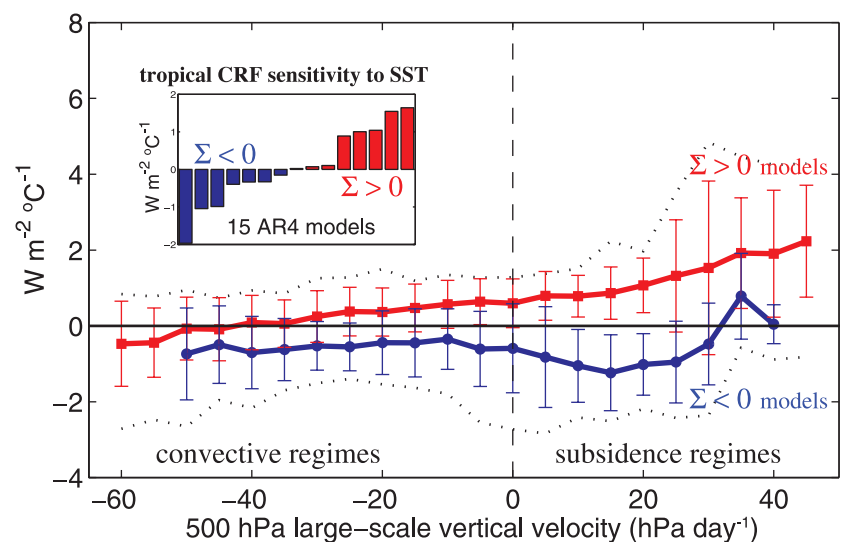 8
6
4
2
0
−2
−4
W m-2 oC-1
tropical CRF sensitivity to SST
2
1
0
−1
−2
W m-2 oC-1
Σ < 0
Σ > 0
15 AR4 models
Σ > 0 models
Σ < 0 models
convective regimes
subsidence regimes
−60 −40 −20 0 20 40
500 hPa large−scale vertical velocity (hPa day-1)